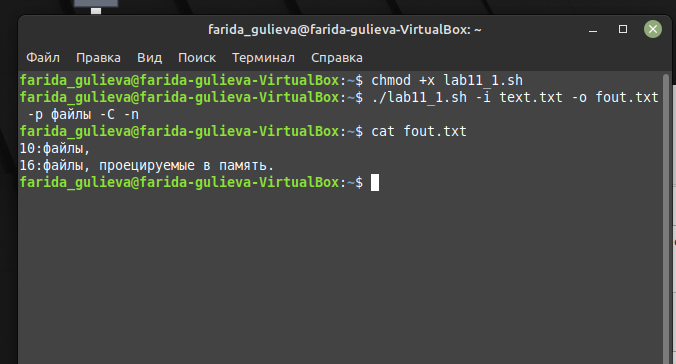 farida_gulieva@farida-gulieva-VirtualBox: ~
Файл Правка Вид Поиск Терминал Справка
farida_gulieva@farida-gulieva-VirtualBox:~$ chmod +x lab11_1.sh
farida_gulieva@farida-gulieva-VirtualBox:~$ ./lab11_1.sh -i text.txt -o fout.txt
-p файлы -C -n
farida_gulieva@farida-gulieva-VirtualBox:~$ cat fout.txt
10:файлы,
16:файлы, проецируемые в память.
farida_gulieva@farida-gulieva-VirtualBox:~$